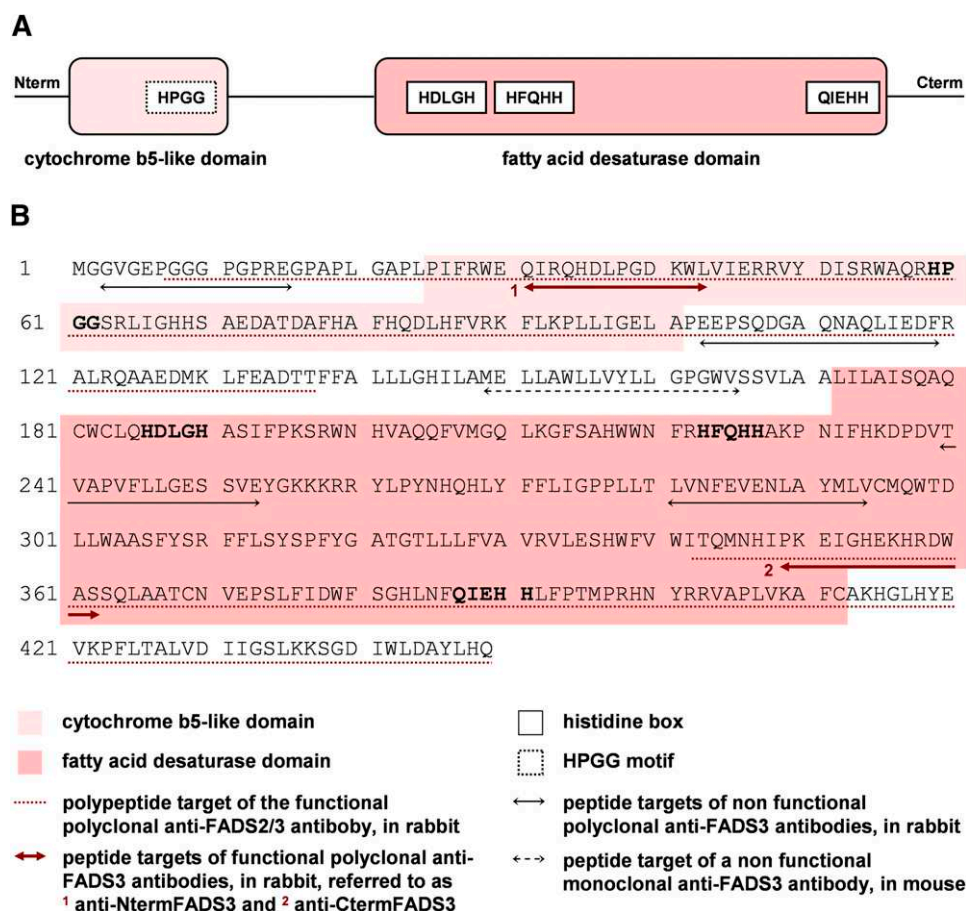 A
Nterm HPGG HDLGH HFQHH QIEHH Cterm
cytochrome b5-like domain fatty acid desaturase domain
B
1 MGGVGEPGGG PGPREGPAPL GAPLPIFRWE QIRQHDLPGD KWLVIERRVY DISRWAQRHP
1
61 GGSRLIGHHS AEDATDAFHA FHQDLHFVRK FLKPLLIGEL APEEPSQDGA QNAQLIEDFR
121 ALRQAAEDMK LFEADTTFFA LLLGHILAME LLAWLLVYLL GPGWVSSVLA ALILAISQAQ
181 CWCLQHDLGH ASIFPKSRWN HVAQQFVMGQ LKGFSAHWWN FRHFQHHAKP NIFHKDPDVT
241 VAPVFLLGES SVEYGKKKRR YLPYNHQHLY FFLIGPPLLT LVNFEVENLA YMLVCMQWTD
301 LLWAASFYSR FFLSYSPFYG ATGTLLLFVA VRVLESHWFV WITQMNHIPK EIGHEKHRDW
2
361 ASSQLAATCN VEPSLFIDWF SGHLNFQIEH HLFPTMPRHN YRRVAPLVKA FCAKHGLHYE
421 VKPFLTALVD IIGSLKKSGD IWLDAYLHQ
cytochrome b5-like domain
fatty acid desaturase domain
polypeptide target of the functional
polyclonal anti-FADS2/3 antiboby, in rabbit
peptide targets of functional polyclonal anti-
FADS3 antibodies, in rabbit, referred to as
1 anti-NtermFADS3 and 2 anti-CtermFADS3
histidine box
HPGG motif
peptide targets of non functional
polyclonal anti-FADS3 antibodies, in rabbit
peptide target of a non functional
monoclonal anti-FADS3 antibody, in mouse